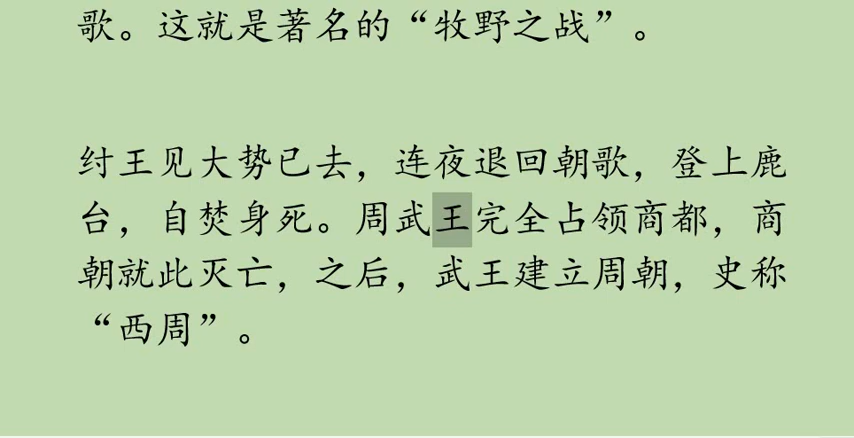 歌。这就是著名的“牧野之战”。
纣王见大势已去，连夜退回朝歌，登上鹿
台，自焚身死。周武王完全占领商都，商
朝就此灭亡，之后，武王建立周朝，史称
“西周”。